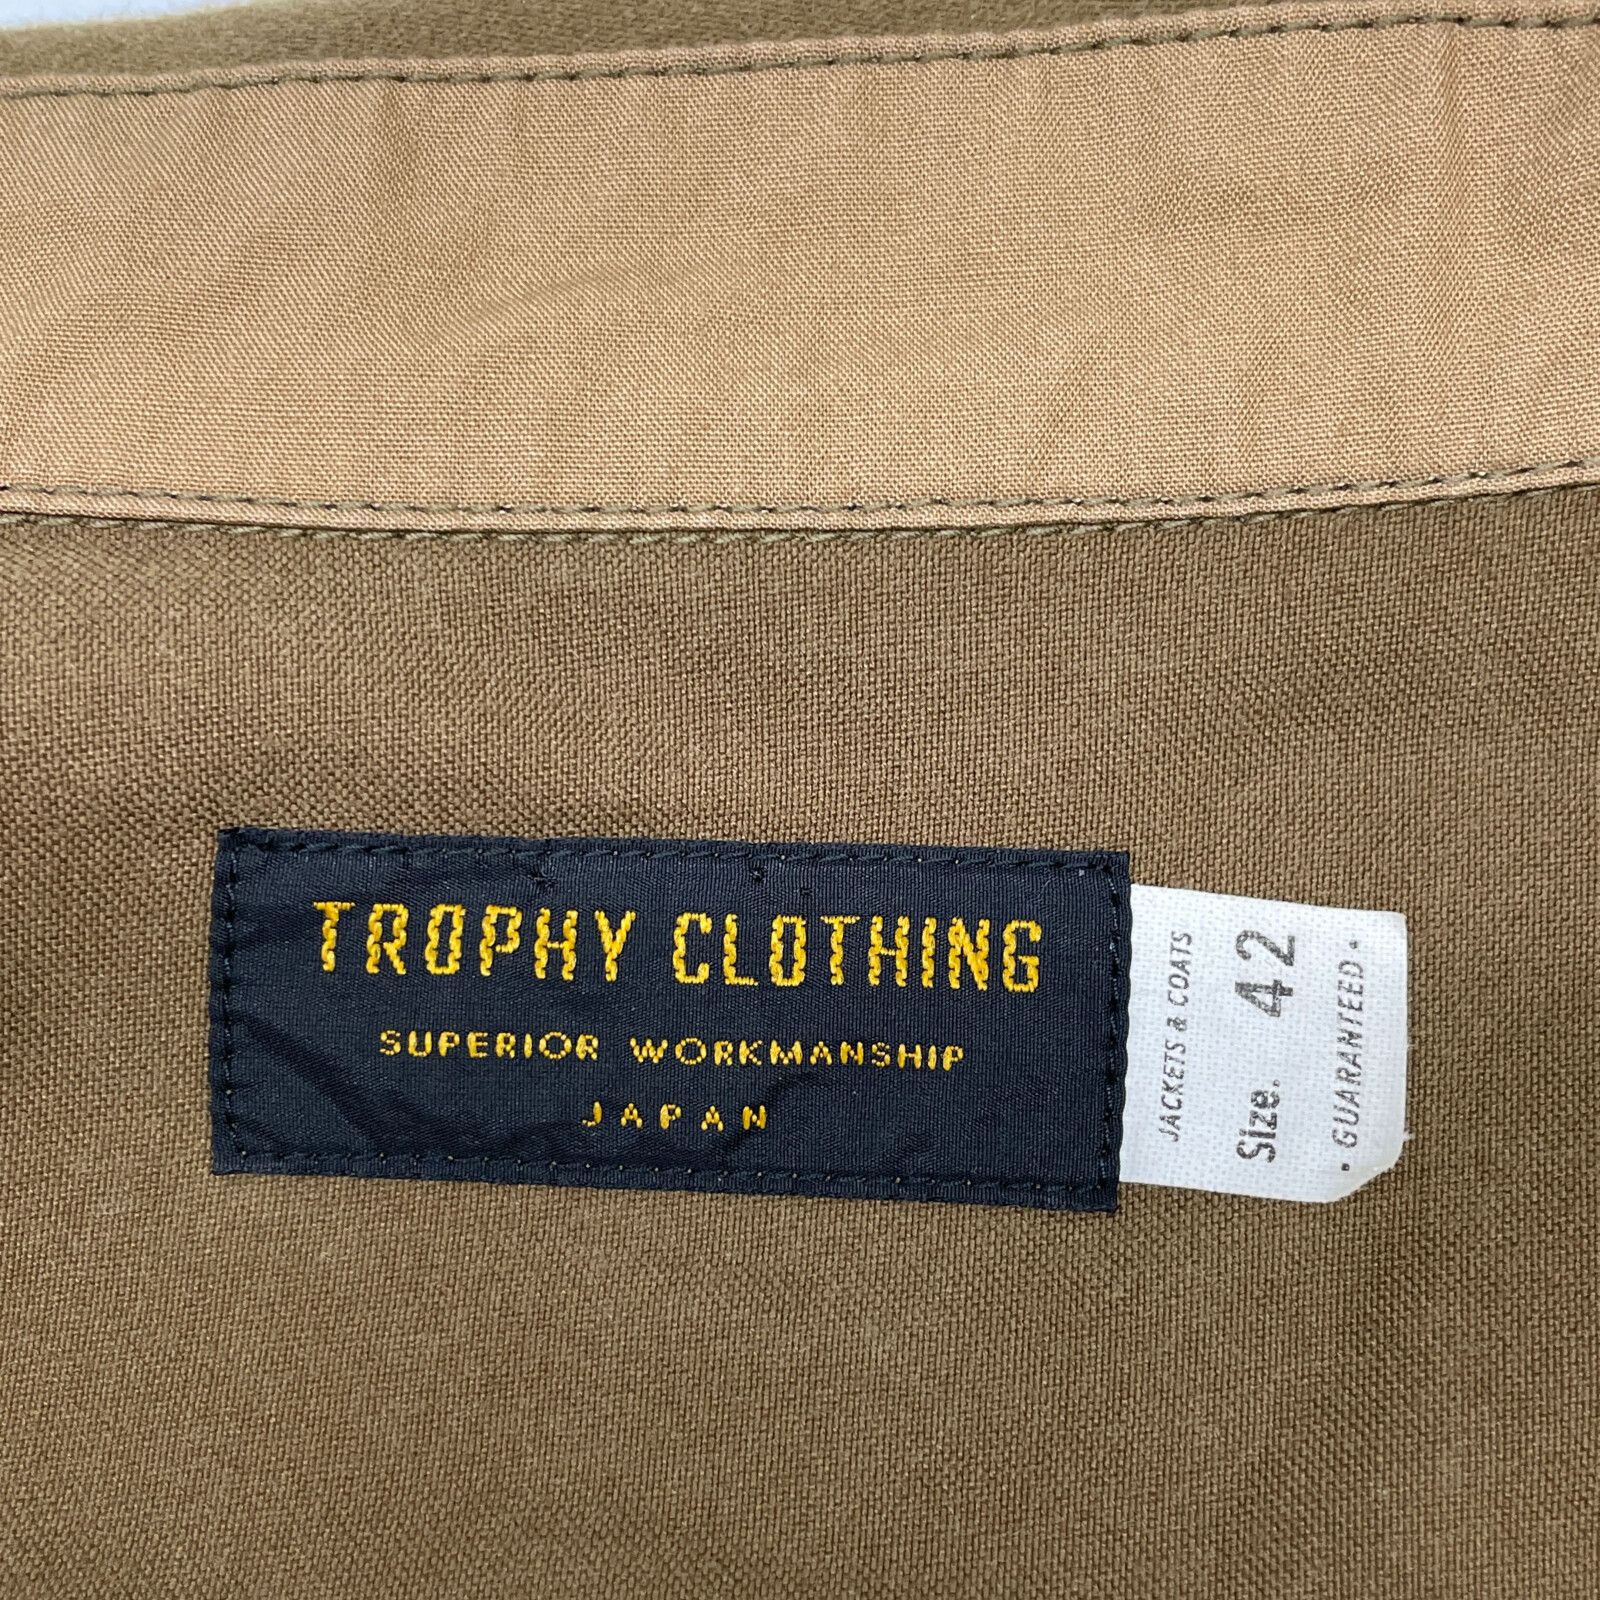 TROPHY CLOTHING
SUPERIOR WORKMANSHIP
JAPAN
JACKETS & COATS
Size. 42
• GUARANTEED •